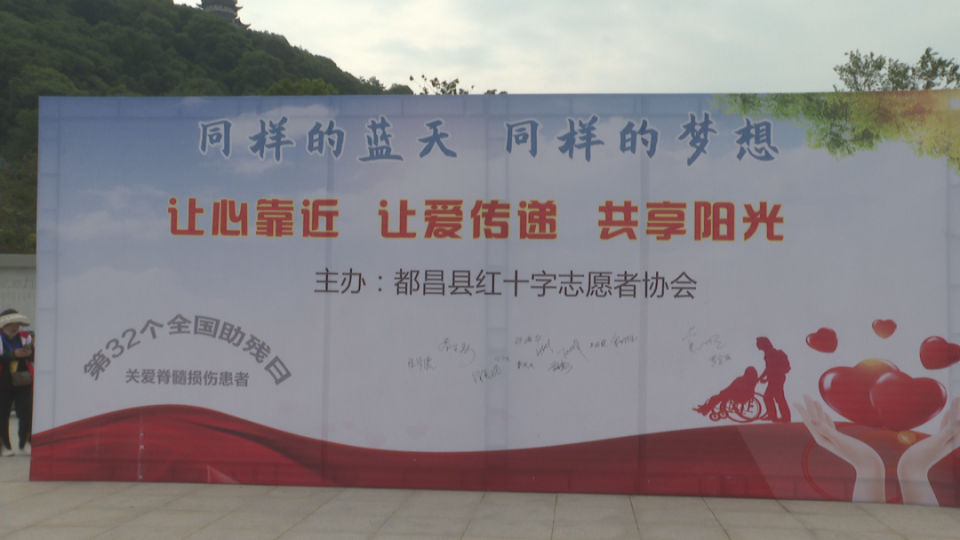 同样的蓝天 同样的梦想
让心靠近 让爱传递 共享阳光
主办：都昌县红十字志愿者协会
第32个全国助残日
关爱脊髓损伤患者